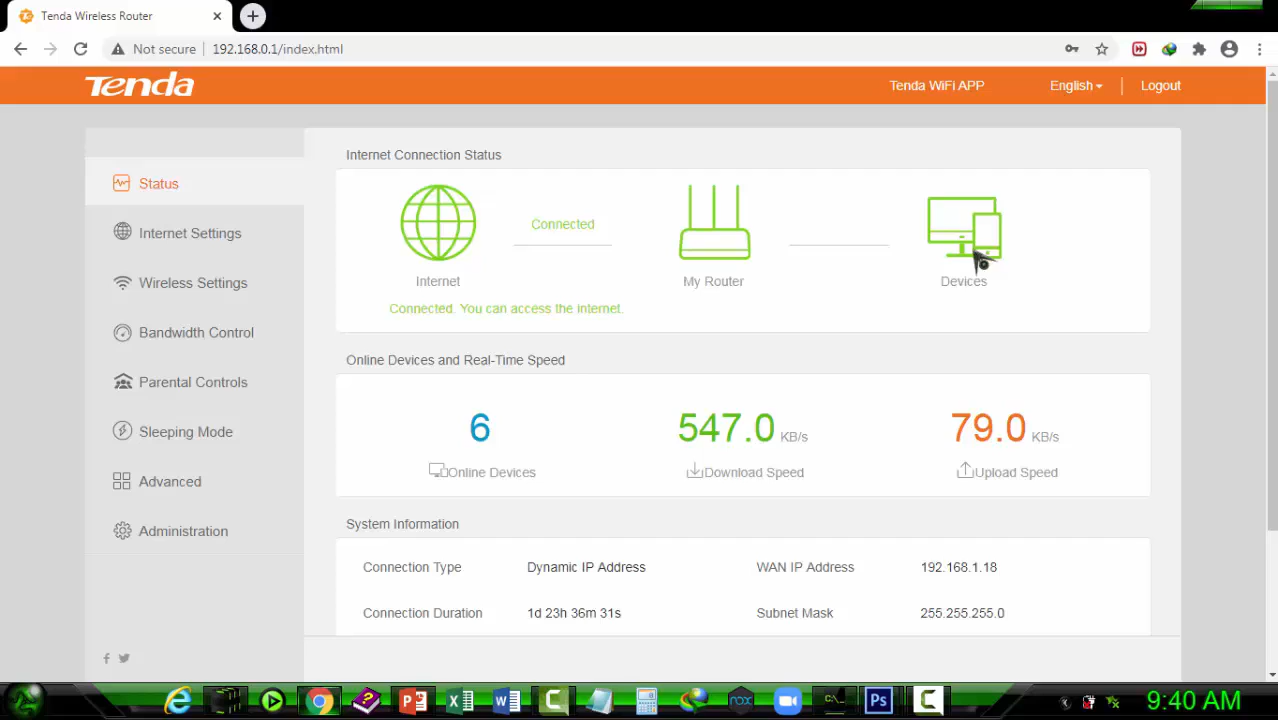 Tenda Wireless Router
Not secure 192.168.0.1/index.html
Tenda
Tenda WiFi APP
English
Logout
Status
Internet Settings
Wireless Settings
Bandwidth Control
Parental Controls
Sleeping Mode
Advanced
Administration
Internet Connection Status
Connected
Internet
My Router
Devices
Connected. You can access the internet.
Online Devices and Real-Time Speed
6
547.0 KB/s
79.0 KB/s
Online Devices
Download Speed
Upload Speed
System Information
Connection Type Dynamic IP Address WAN IP Address 192.168.1.18
Connection Duration 1d 23h 36m 31s Subnet Mask 255.255.255.0
nox
C:\_
Ps
9:40 AM